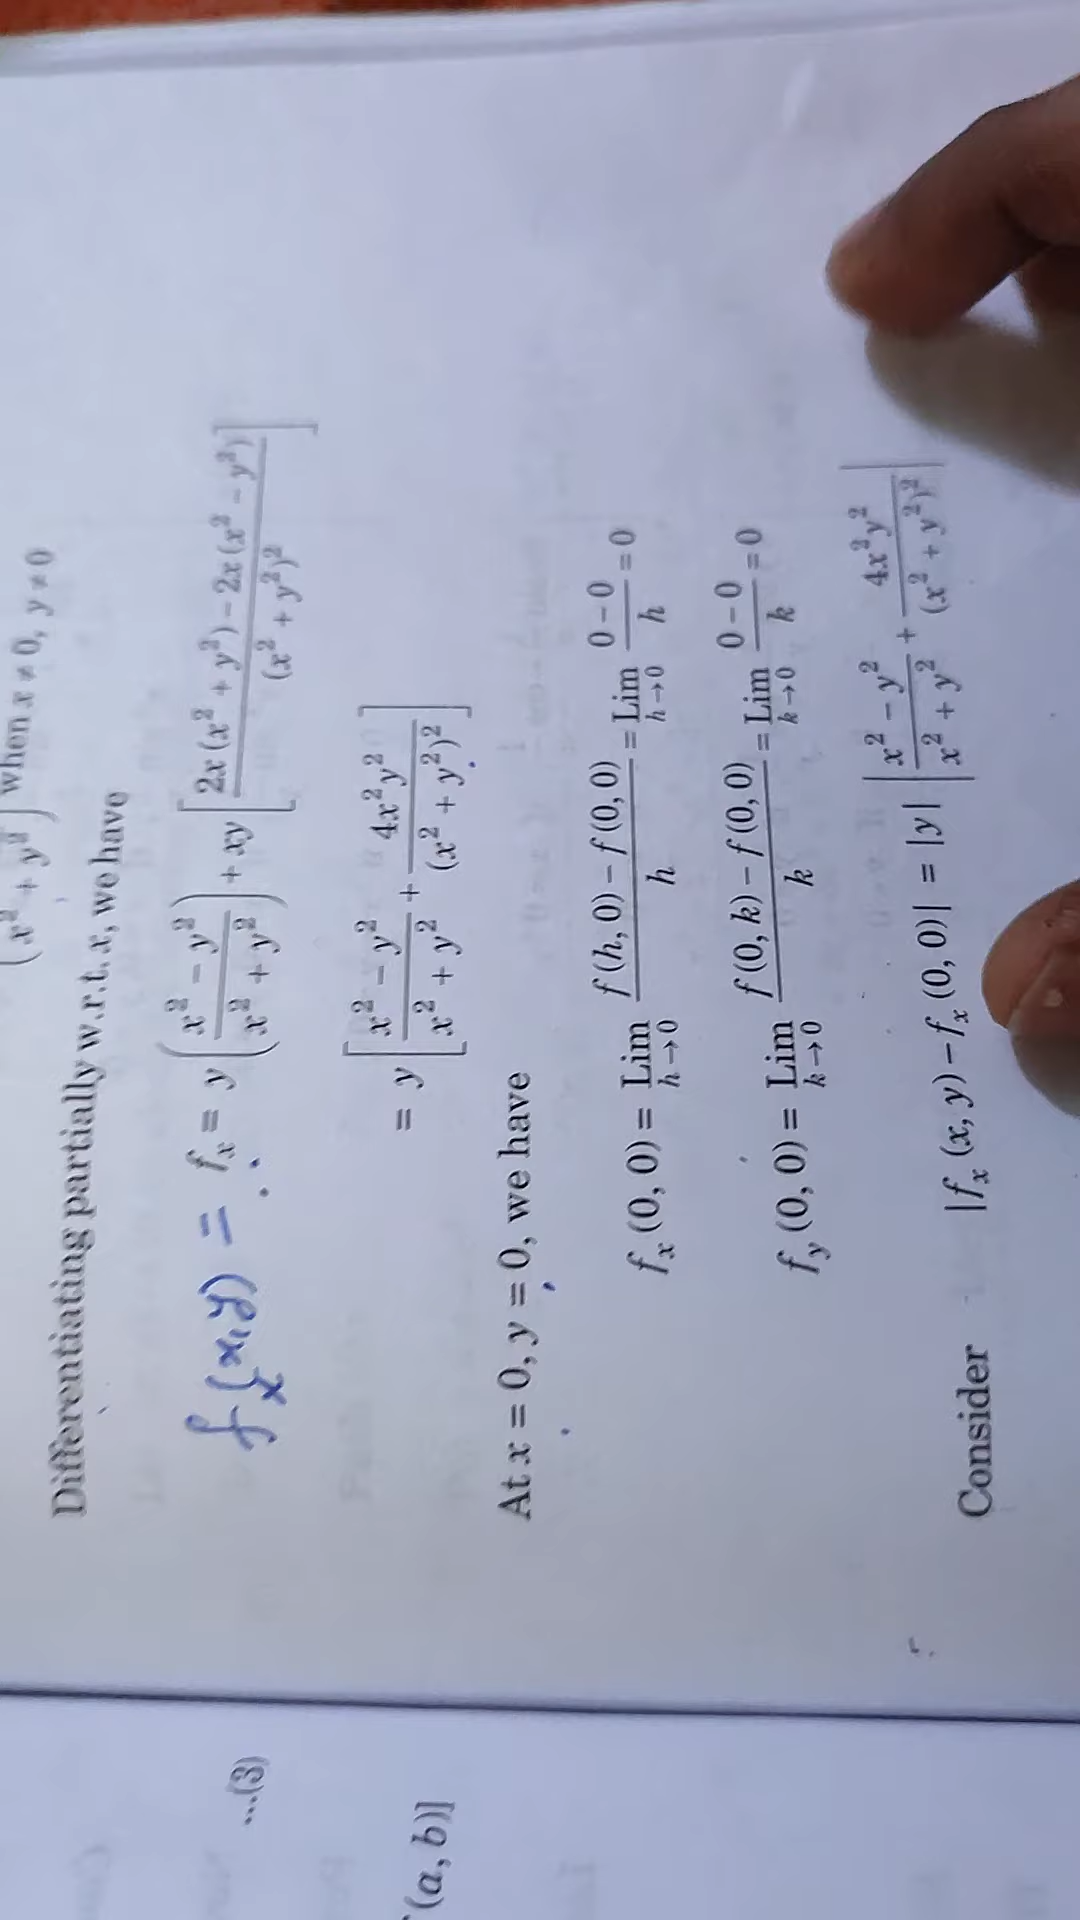 (x² + y²) when x ≠ 0, y ≠ 0
Differentiating partially w.r.t. x, we have
f_x(x,y) = f_x = y ( (x² − y²)/(x² + y²) ) + xy [ (2x(x² + y²) − 2x(x² − y²))/(x² + y²)² ]
= y [ (x² − y²)/(x² + y²) + 4x²y²/(x² + y²)² ]
At x = 0, y = 0, we have
f_x (0, 0) = Lim_{h→0} (f(h, 0) − f(0, 0))/h = Lim_{h→0} (0 − 0)/h = 0
f_y (0, 0) = Lim_{k→0} (f(0, k) − f(0, 0))/k = Lim_{k→0} (0 − 0)/k = 0
Consider |f_x (x, y) − f_x (0, 0)| = |y| | (x² − y²)/(x² + y²) + 4x²y²/(x² + y²)² |
...(3)
(a, b)]